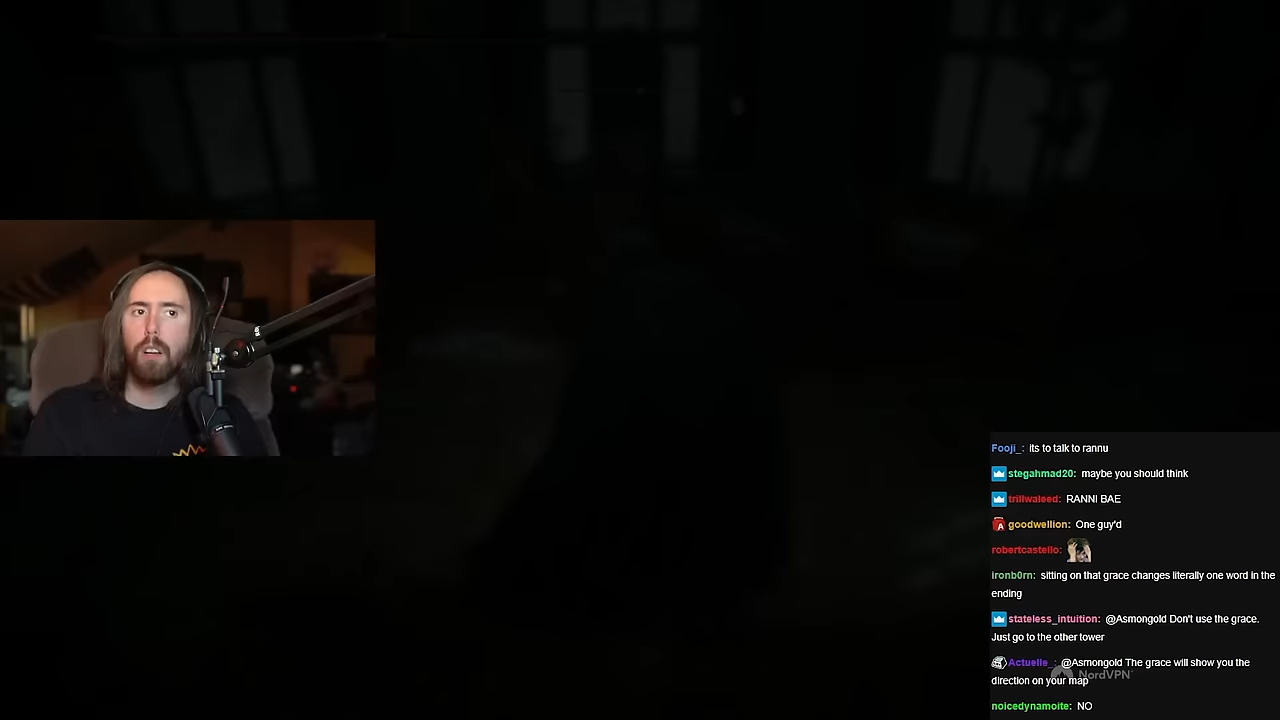 Fooji_: its to talk to rannu
stegahmad20: maybe you should think
trillwaleed: RANNI BAE
goodwellion: One guy'd
robertcastello:
ironb0rn: sitting on that grace changes literally one word in the
ending
stateless_intuition: @Asmongold Don't use the grace.
Just go to the other tower
Actuelle_: @Asmongold The grace will show you the
direction on your map
NordVPN
noicedynamoite: NO